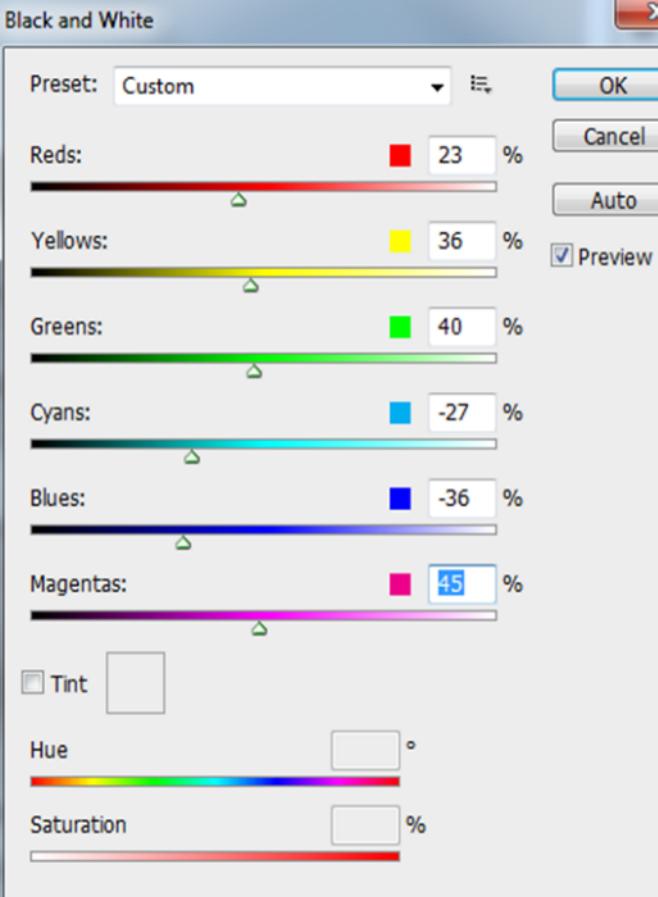 Black and White
Preset: Custom
OK
Cancel
Auto
Preview
Reds: 23 %
Yellows: 36 %
Greens: 40 %
Cyans: -27 %
Blues: -36 %
Magentas: 45 %
Tint
Hue °
Saturation %